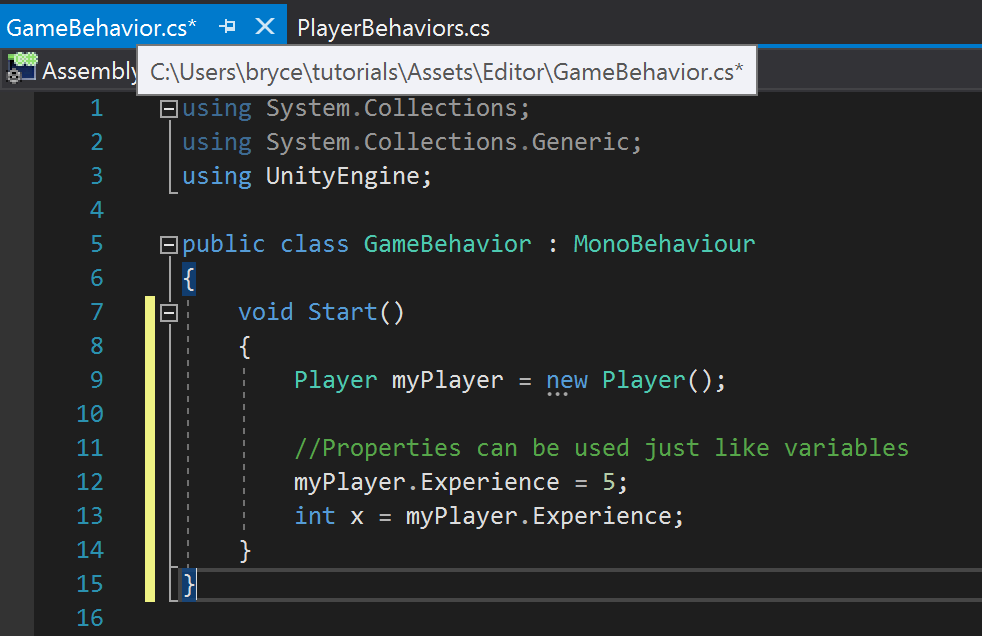 GameBehavior.cs* PlayerBehaviors.cs
Assembly C:\Users\bryce\tutorials\Assets\Editor\GameBehavior.cs*
1 using System.Collections;
2 using System.Collections.Generic;
3 using UnityEngine;
4
5 public class GameBehavior : MonoBehaviour
6 {
7 void Start()
8 {
9 Player myPlayer = new Player();
10
11 //Properties can be used just like variables
12 myPlayer.Experience = 5;
13 int x = myPlayer.Experience;
14 }
15 }
16